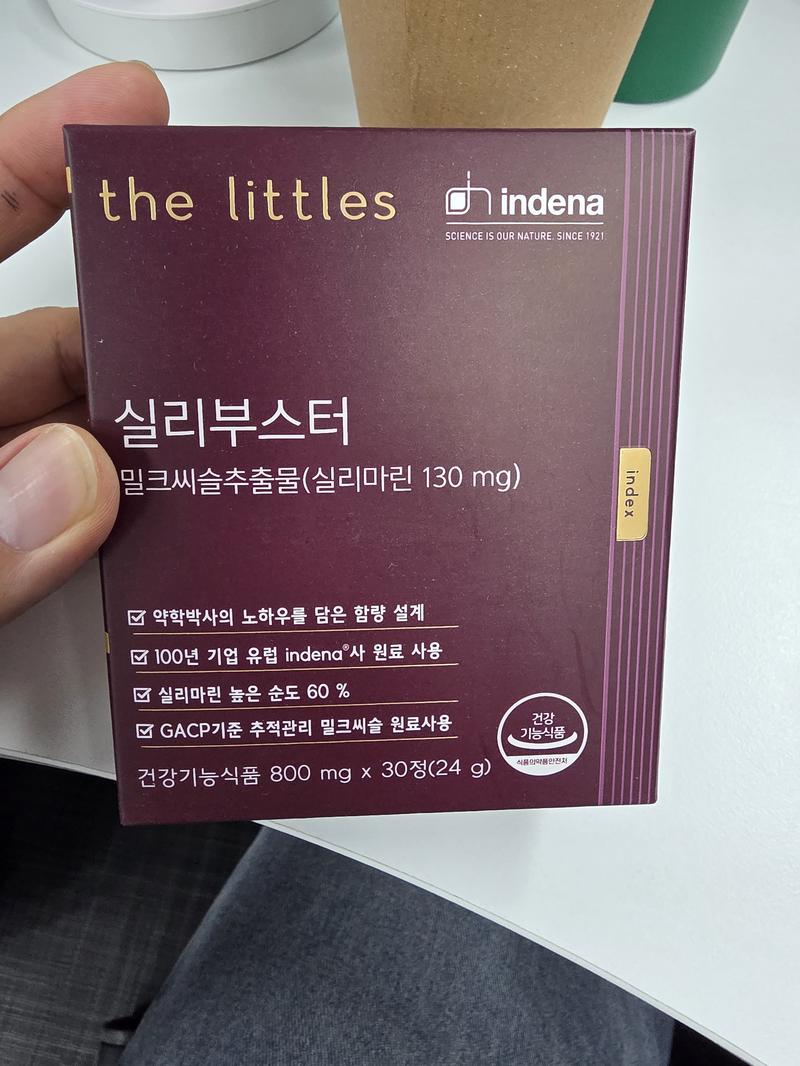 the littles
indena
SCIENCE IS OUR NATURE. SINCE 1921
실리부스터
밀크씨슬추출물(실리마린 130 mg)
index
약학박사의 노하우를 담은 함량 설계
100년 기업 유럽 indena®사 원료 사용
실리마린 높은 순도 60 %
GACP기준 추적관리 밀크씨슬 원료사용
건강기능식품 800 mg x 30정(24 g)
건강
기능식품
식품의약품안전처